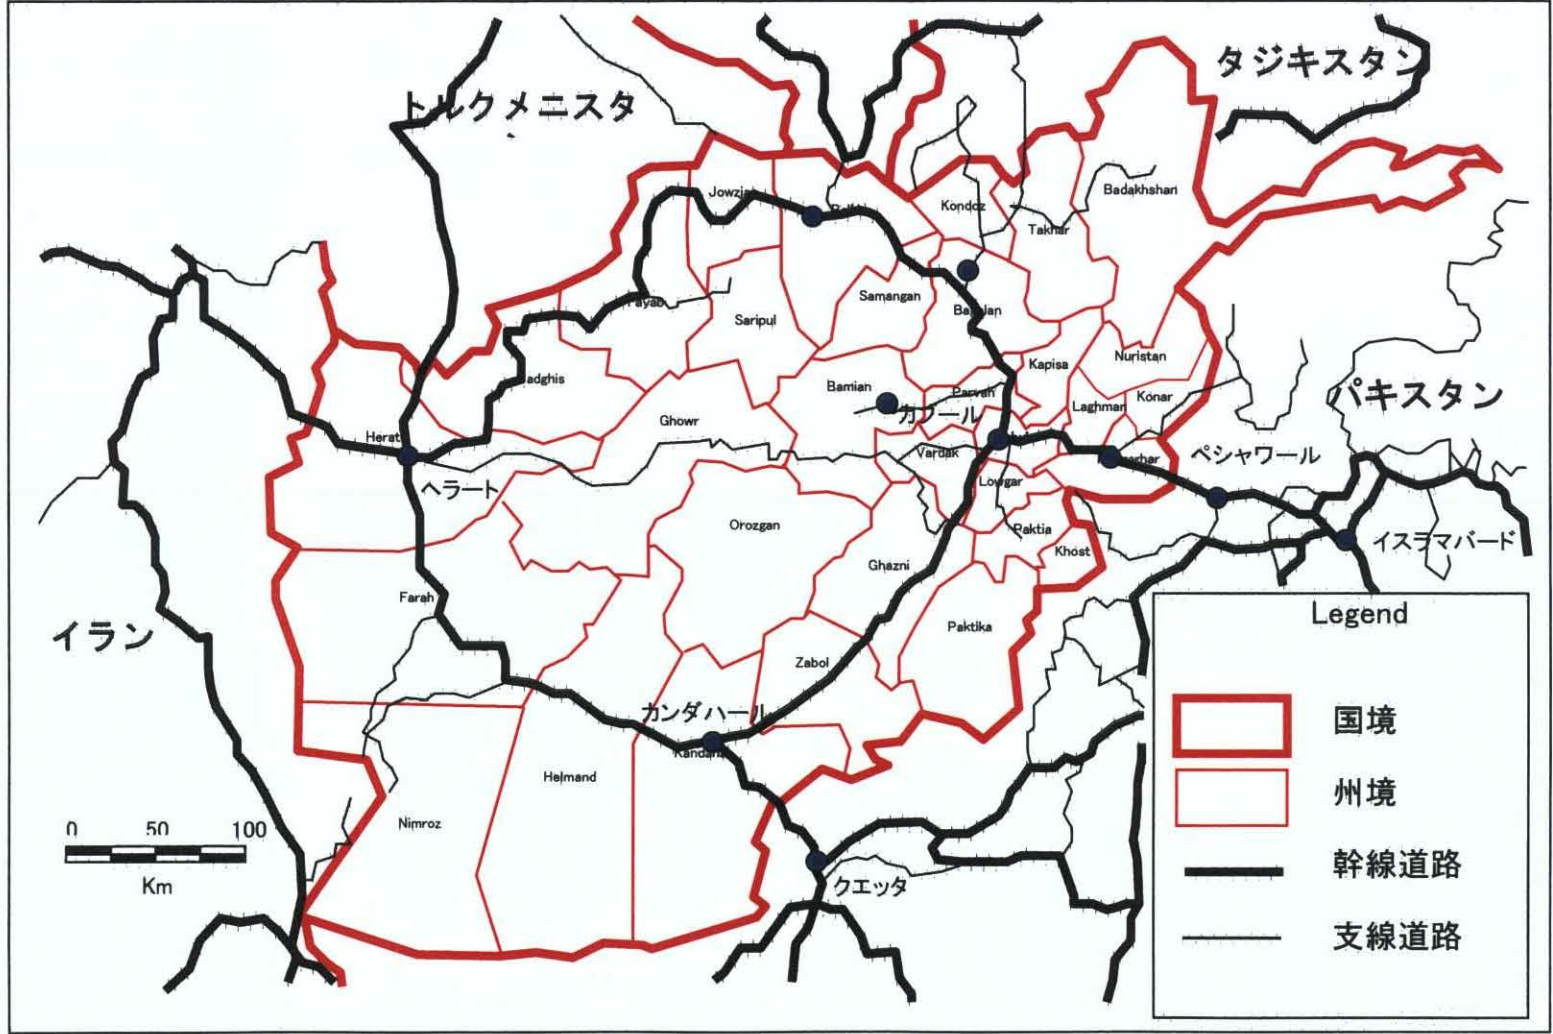 タジキスタン
トルクメニスタ
Badakhshan
Jowzjan
Kondoz
Takhar
Samangan
Saripul
Nuristan
Kapisa
Bamian
Parvan
Konar
Laghman
パキスタン
カブール
Ghowr
Herat
Vardak
ペシャワール
ヘラート
Lowgar
Orozgan
Paktia
イスラマバード
Khost
Ghazni
Farah
Paktika
イラン
Zabol
カンダハール
Helmand
Nimroz
クエッタ
0 50 100
Km
Legend
国境
州境
幹線道路
支線道路